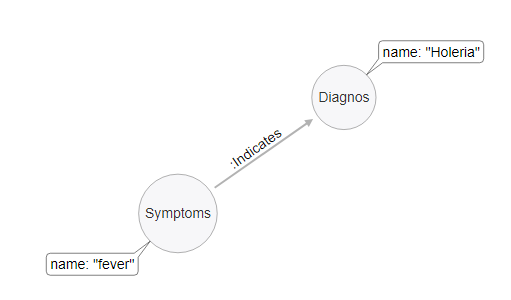 name: "Holeria"
Diagnos
:Indicates
Symptoms
name: "fever"